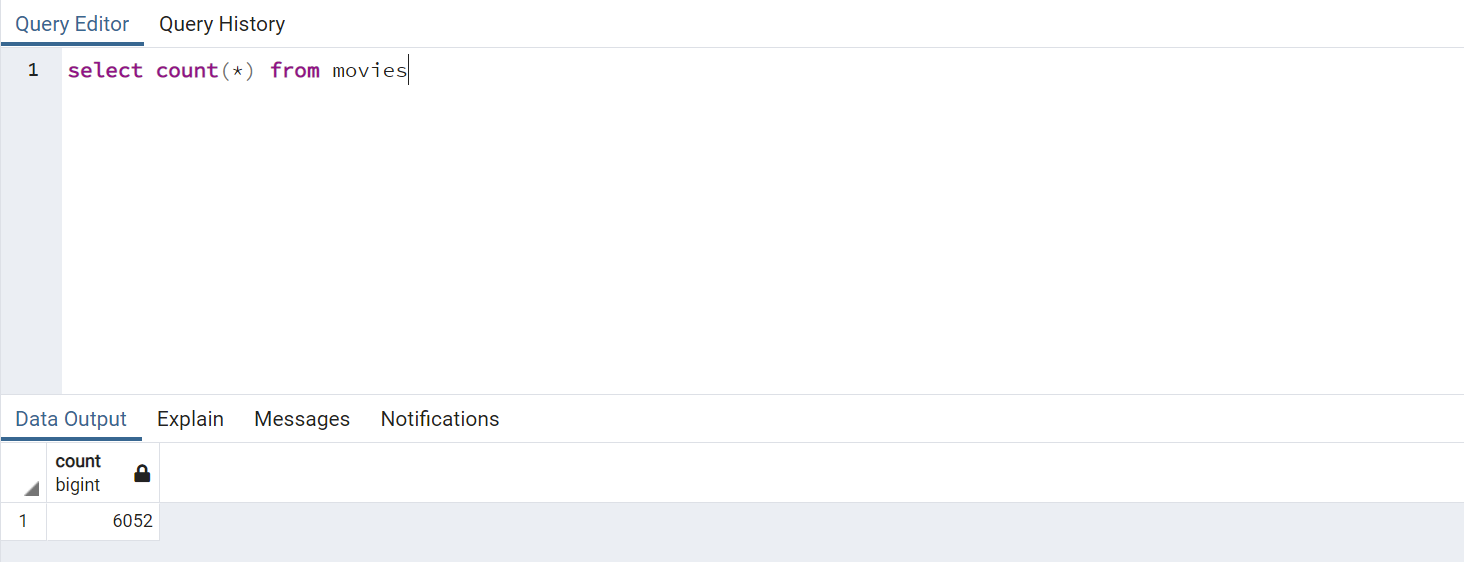 Query Editor Query History
1 select count(*) from movies
Data Output Explain Messages Notifications
count
bigint
1 6052